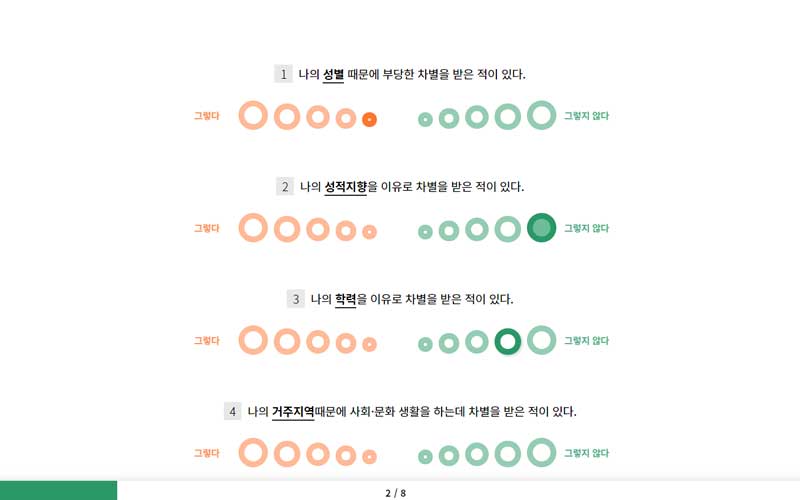 1 나의 성별 때문에 부당한 차별을 받은 적이 있다.
그렇다 그렇지 않다
2 나의 성적지향을 이유로 차별을 받은 적이 있다.
그렇다 그렇지 않다
3 나의 학력을 이유로 차별을 받은 적이 있다.
그렇다 그렇지 않다
4 나의 거주지역때문에 사회·문화 생활을 하는데 차별을 받은 적이 있다.
그렇다 그렇지 않다
2 / 8